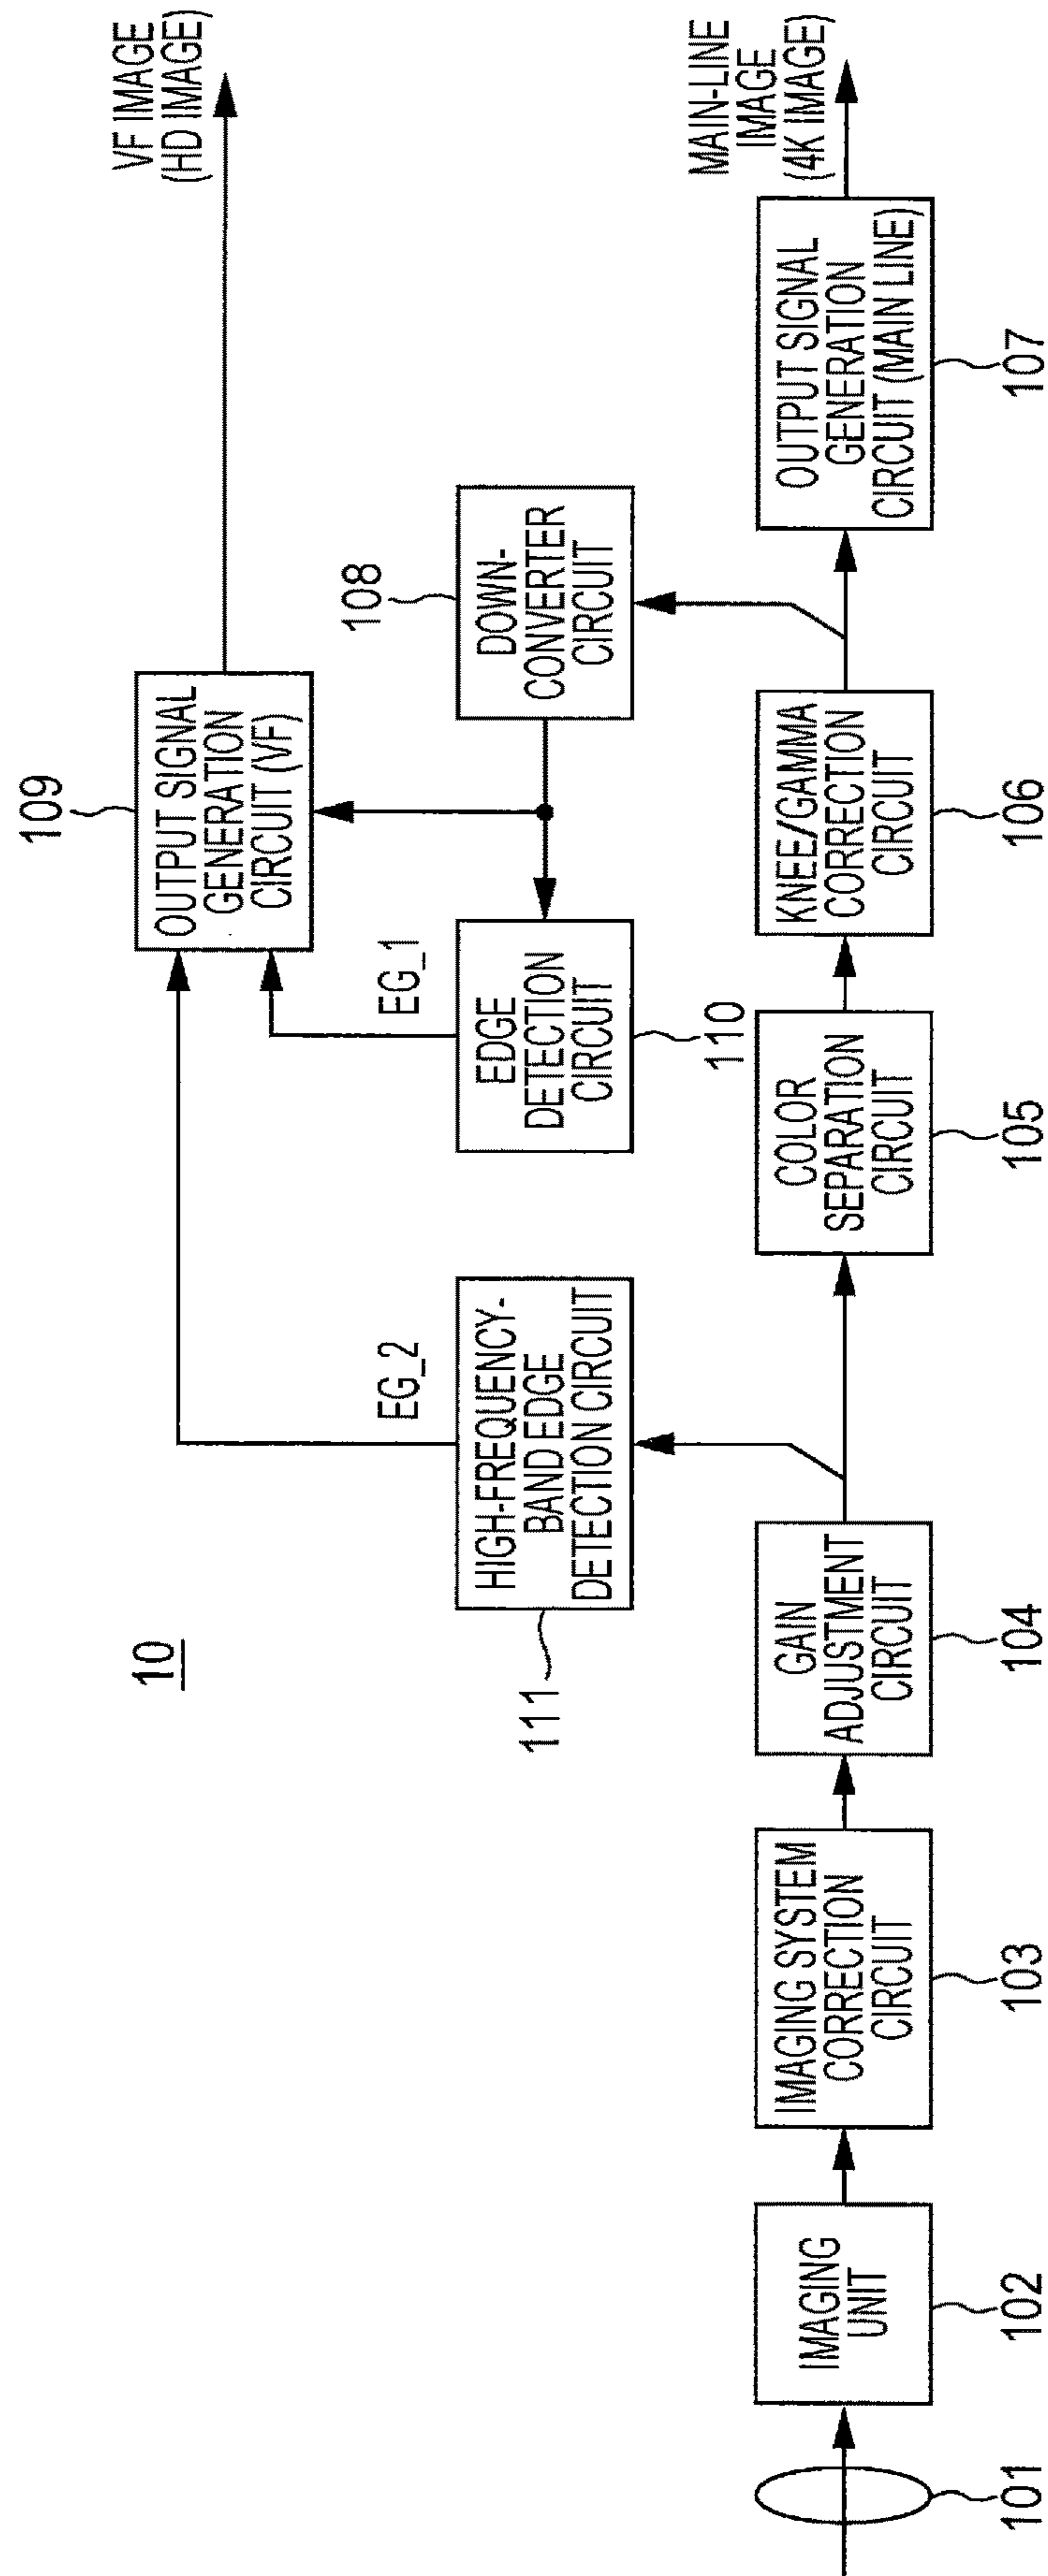 10
VF IMAGE
(HD IMAGE)
109
OUTPUT SIGNAL
GENERATION
CIRCUIT (VF)
108
EG_2
EG_1
111
HIGH-FREQUENCY-
BAND EDGE
DETECTION CIRCUIT
EDGE
DETECTION
CIRCUIT
110
DOWN-
CONVERTER
CIRCUIT
MAIN-LINE
IMAGE
(4K IMAGE)
IMAGING
UNIT
IMAGING SYSTEM
CORRECTION
CIRCUIT
GAIN
ADJUSTMENT
CIRCUIT
COLOR
SEPARATION
CIRCUIT
KNEE/GAMMA
CORRECTION
CIRCUIT
OUTPUT SIGNAL
GENERATION
CIRCUIT (MAIN LINE)
101
102
103
104
105
106
107